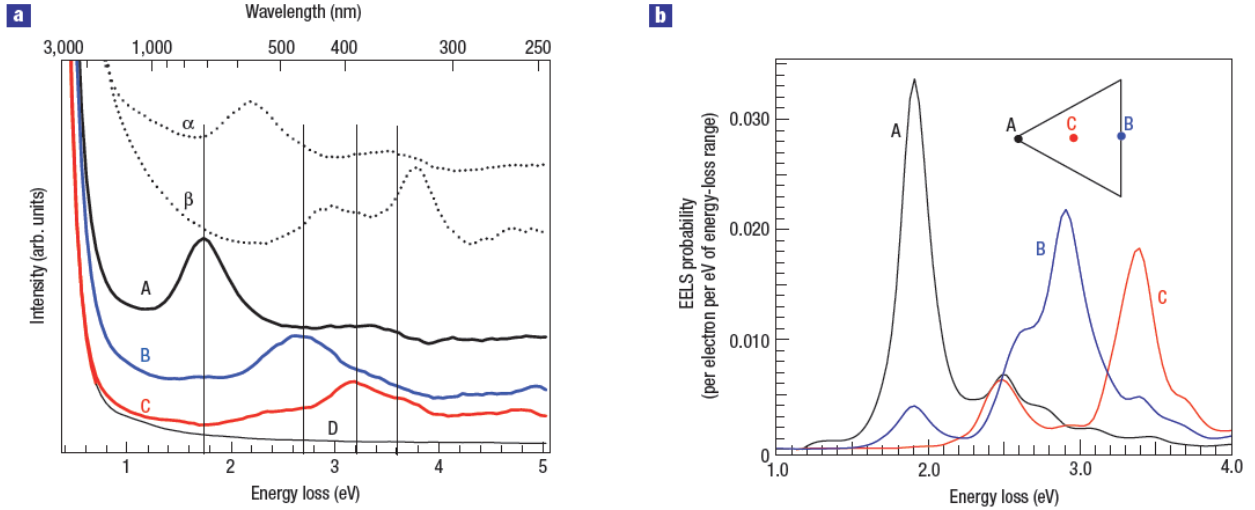 a
Wavelength (nm)
3,000 1,000 500 400 300 250
α
β
A
B
C
D
Intensity (arb. units)
1 2 3 4 5
Energy loss (eV)
b
EELS probability
(per electron per eV of energy-loss range)
0.030
0.020
0.010
0
A
B
C
A
C
B
1.0 2.0 3.0 4.0
Energy loss (eV)